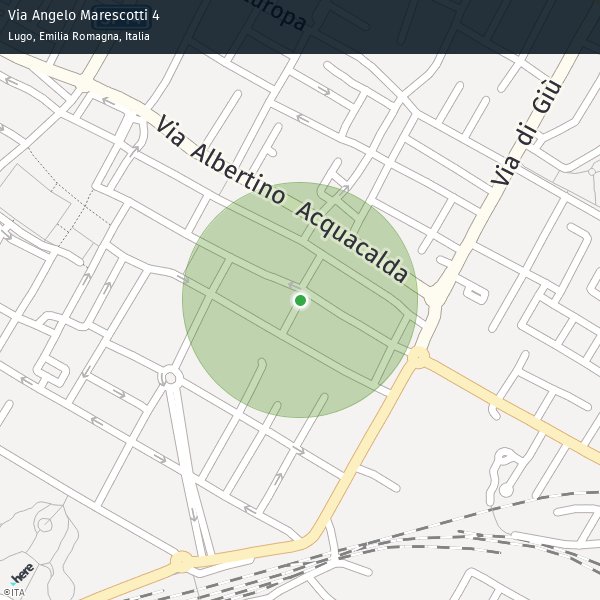 Via Angelo Marescotti 4
Lugo, Emilia Romagna, Italia
Europa
Via Albertino Acquacalda
Via di Giù
here
©ITA